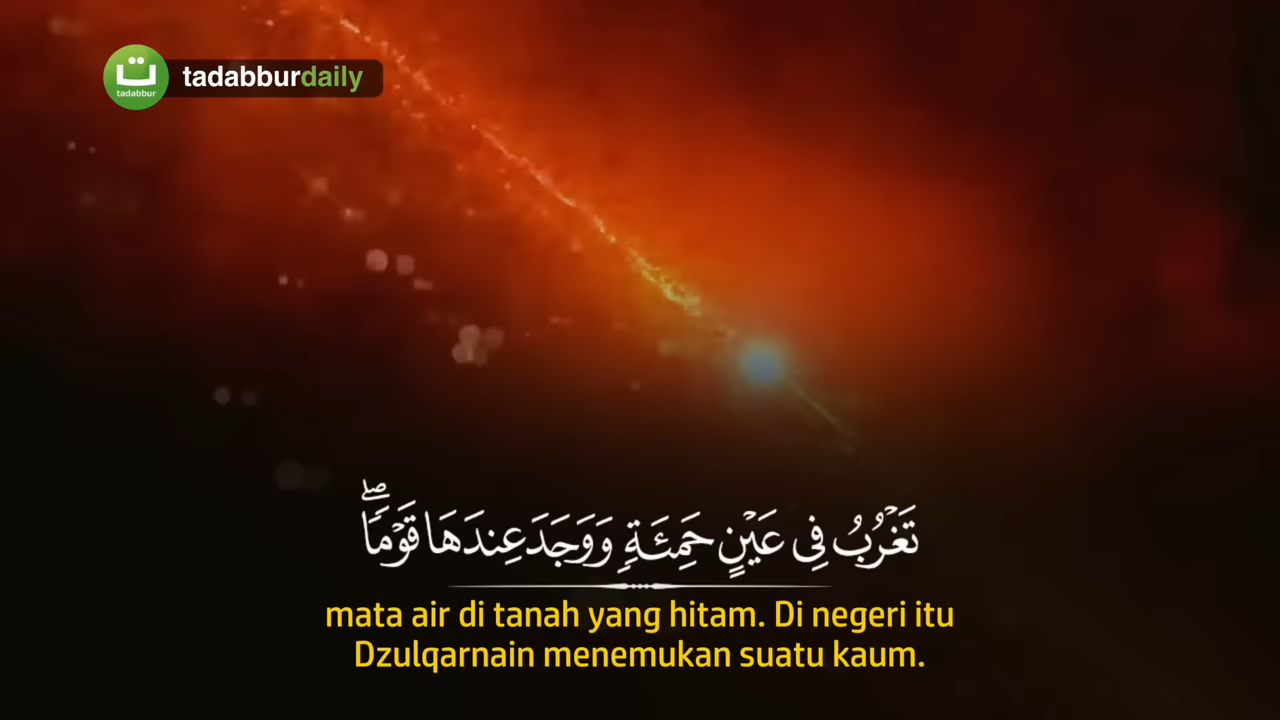 ت
tadabbur
tadabburdaily
تَغْرُبُ فِى عَيْنٍ حَمِئَةٍ وَوَجَدَ عِندَهَا قَوْمًاۖ
mata air di tanah yang hitam. Di negeri itu
Dzulqarnain menemukan suatu kaum.